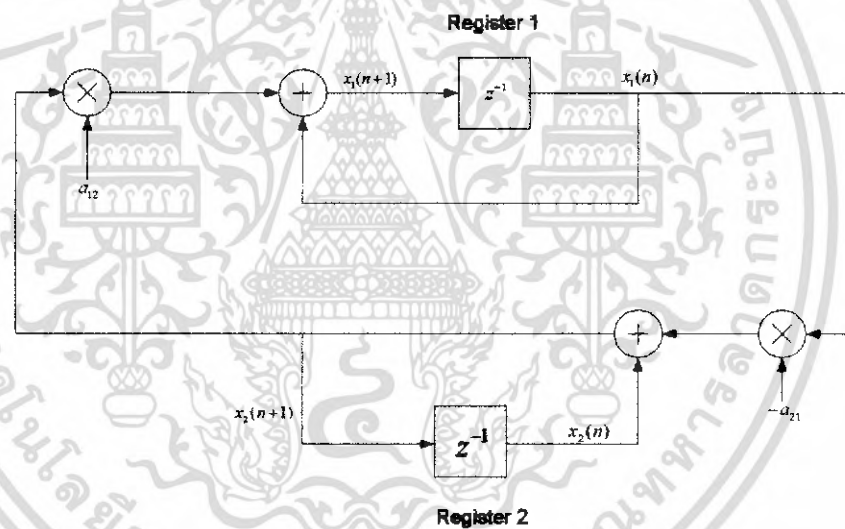 Register 1
x₁(n+1)
z⁻¹
x₁(n)
×
+
a₁₂
+
×
x₂(n+1)
z⁻¹
x₂(n)
-a₂₁
Register 2